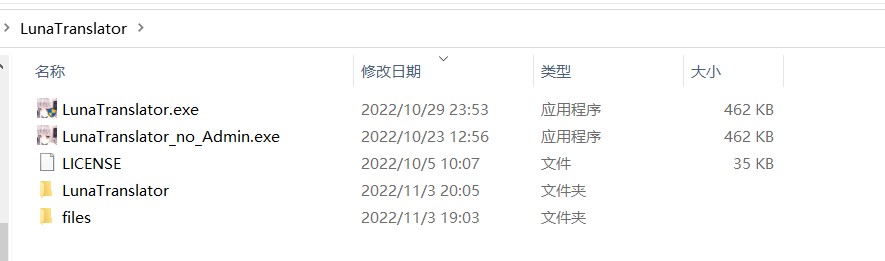 LunaTranslator
名称 修改日期 类型 大小
LunaTranslator.exe 2022/10/29 23:53 应用程序 462 KB
LunaTranslator_no_Admin.exe 2022/10/23 12:56 应用程序 462 KB
LICENSE 2022/10/5 10:07 文件 35 KB
LunaTranslator 2022/11/3 20:05 文件夹
files 2022/11/3 19:03 文件夹